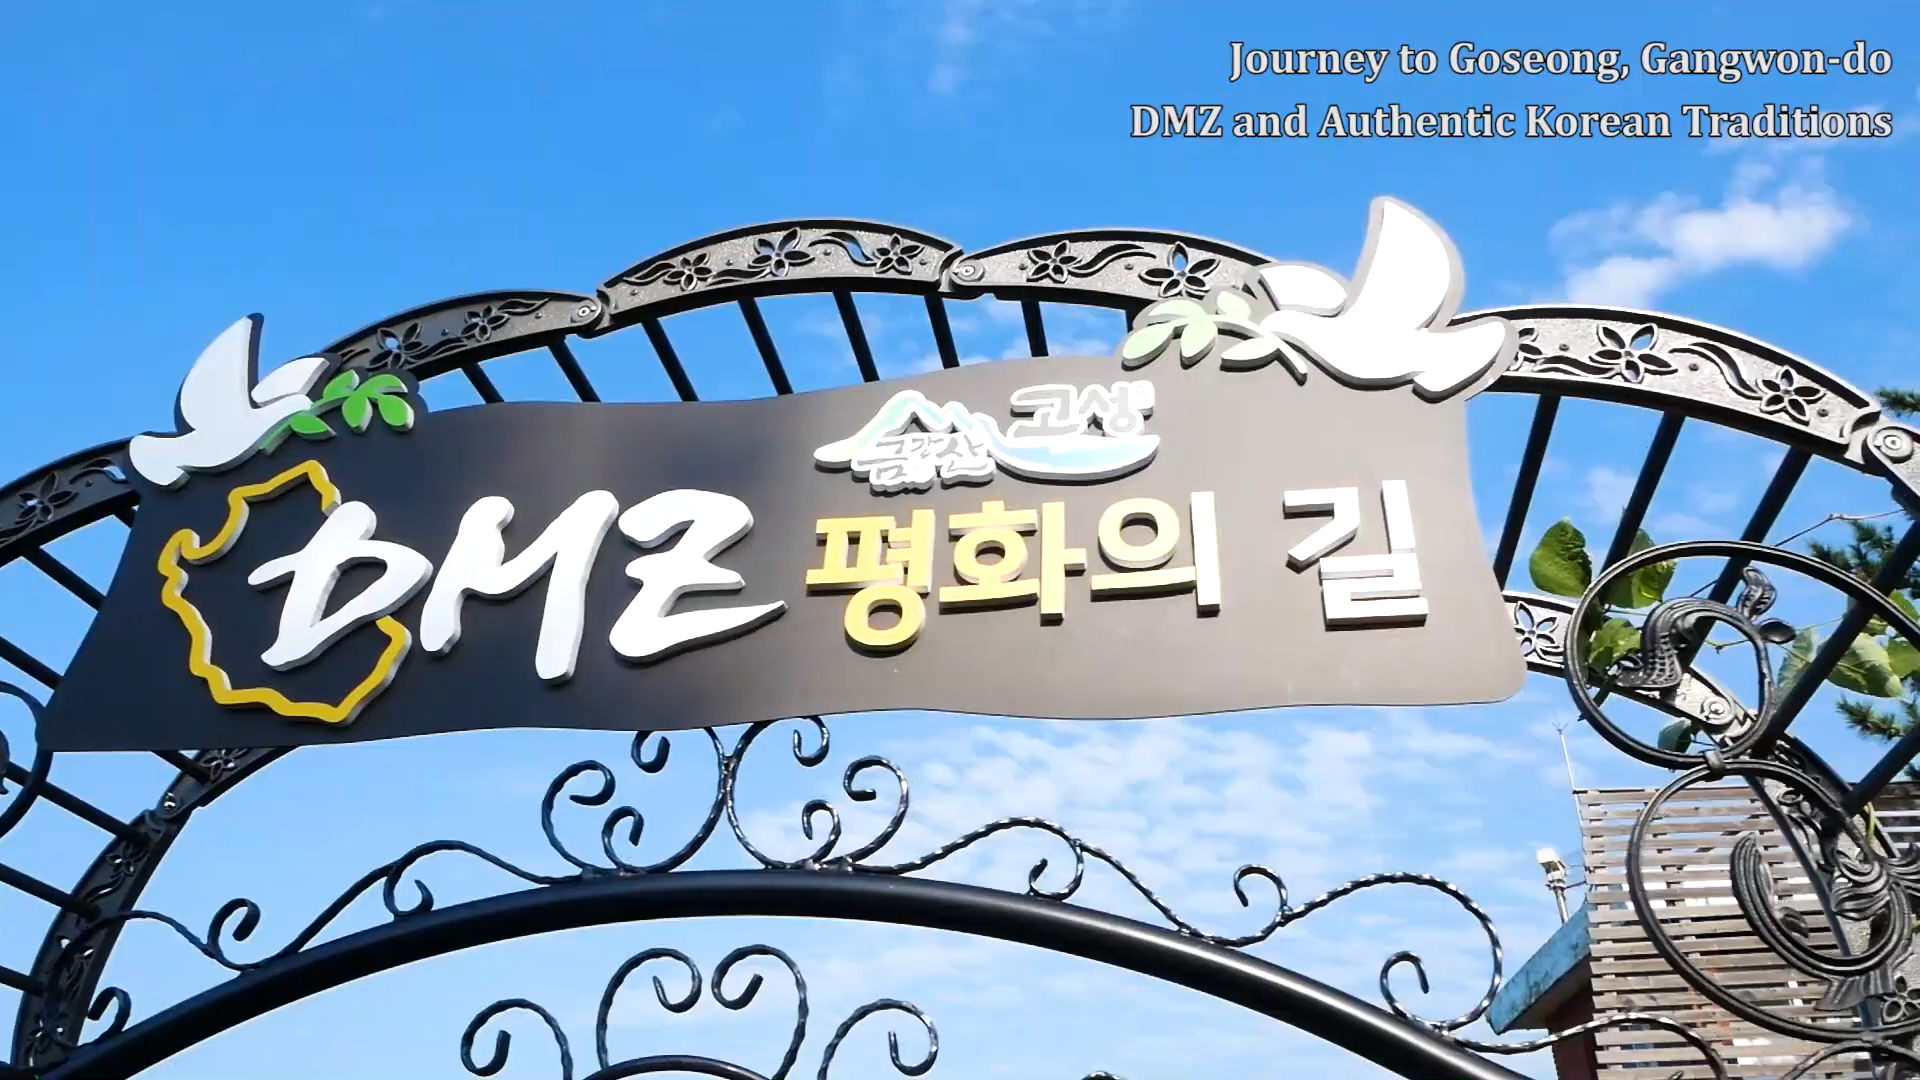 Journey to Goseong, Gangwon-do
DMZ and Authentic Korean Traditions
금강산 고성
DMZ 평화의 길